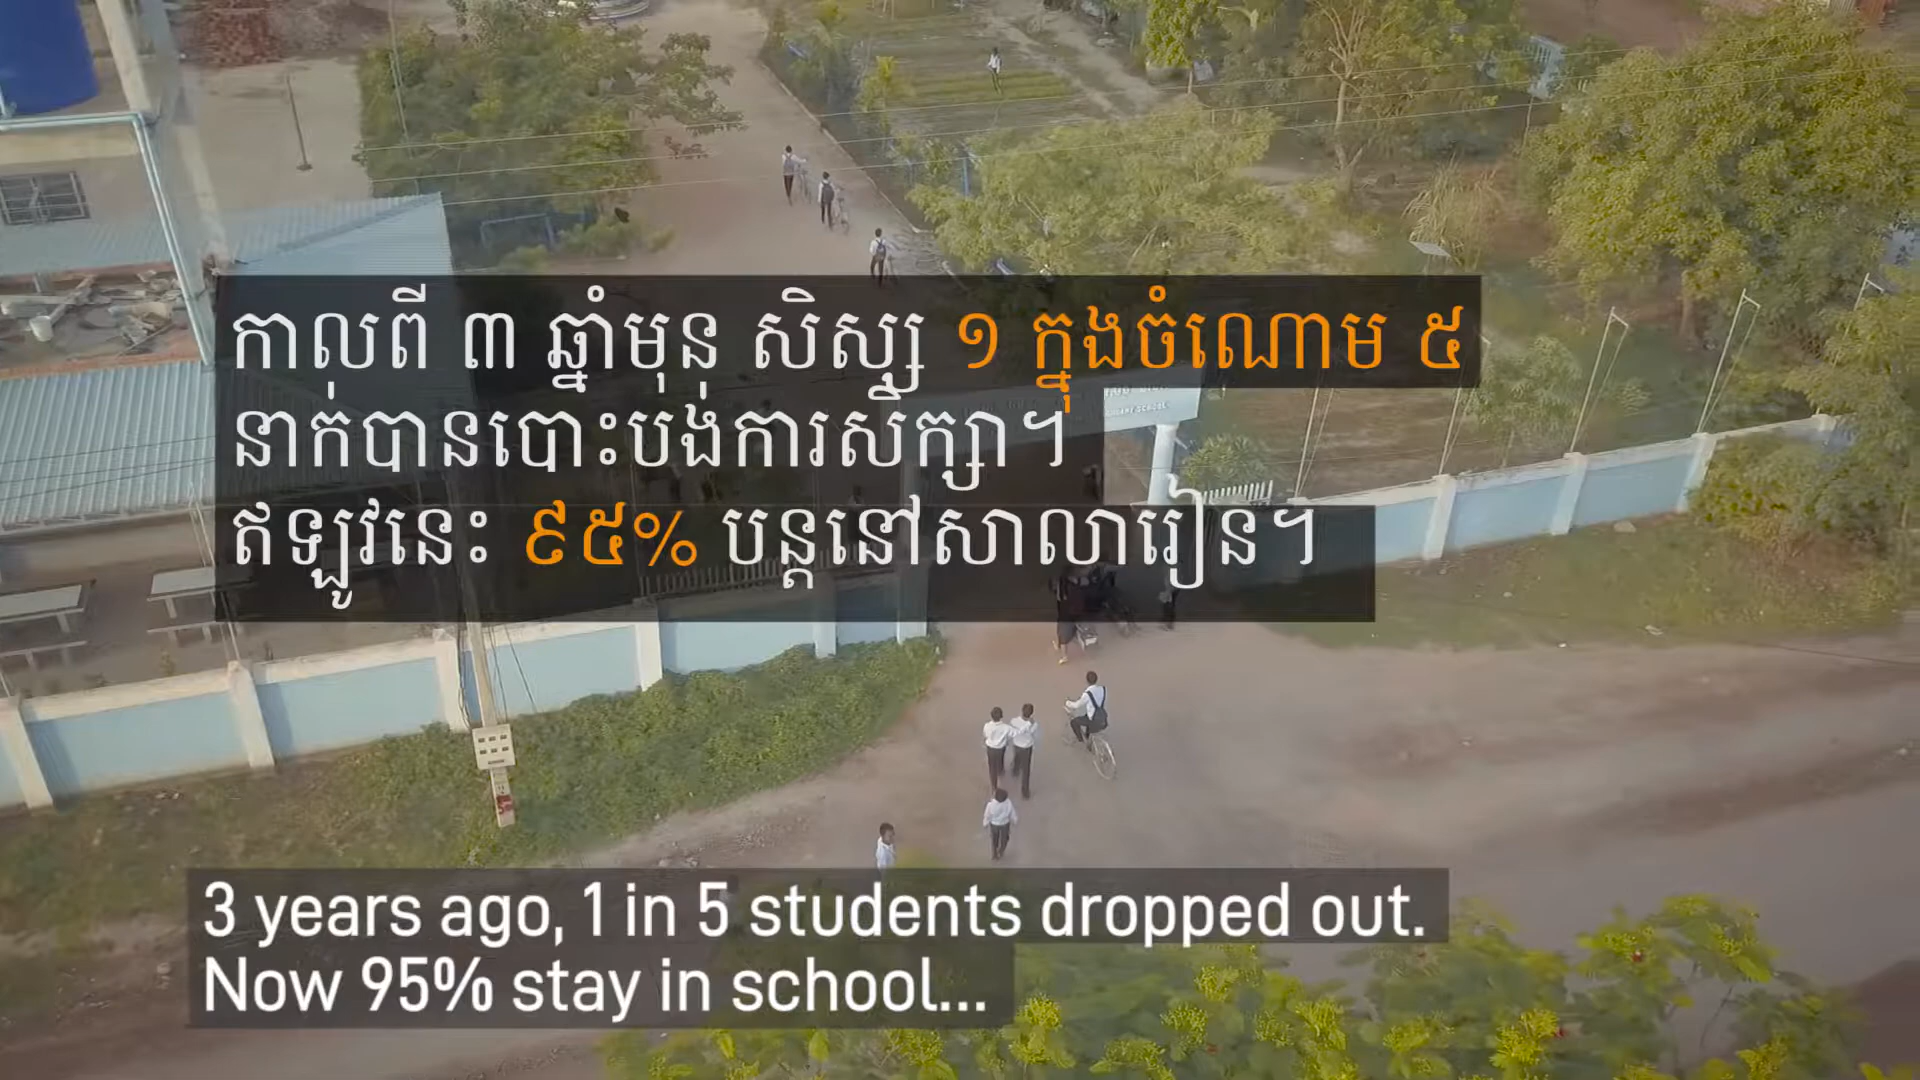 កាលពី ៣ ឆ្នាំមុន សិស្ស ១ ក្នុងចំណោម ៥
នាក់បានបោះបង់ការសិក្សា។
ឥឡូវនេះ ៩៥% បន្តនៅសាលារៀន។
3 years ago, 1 in 5 students dropped out.
Now 95% stay in school...